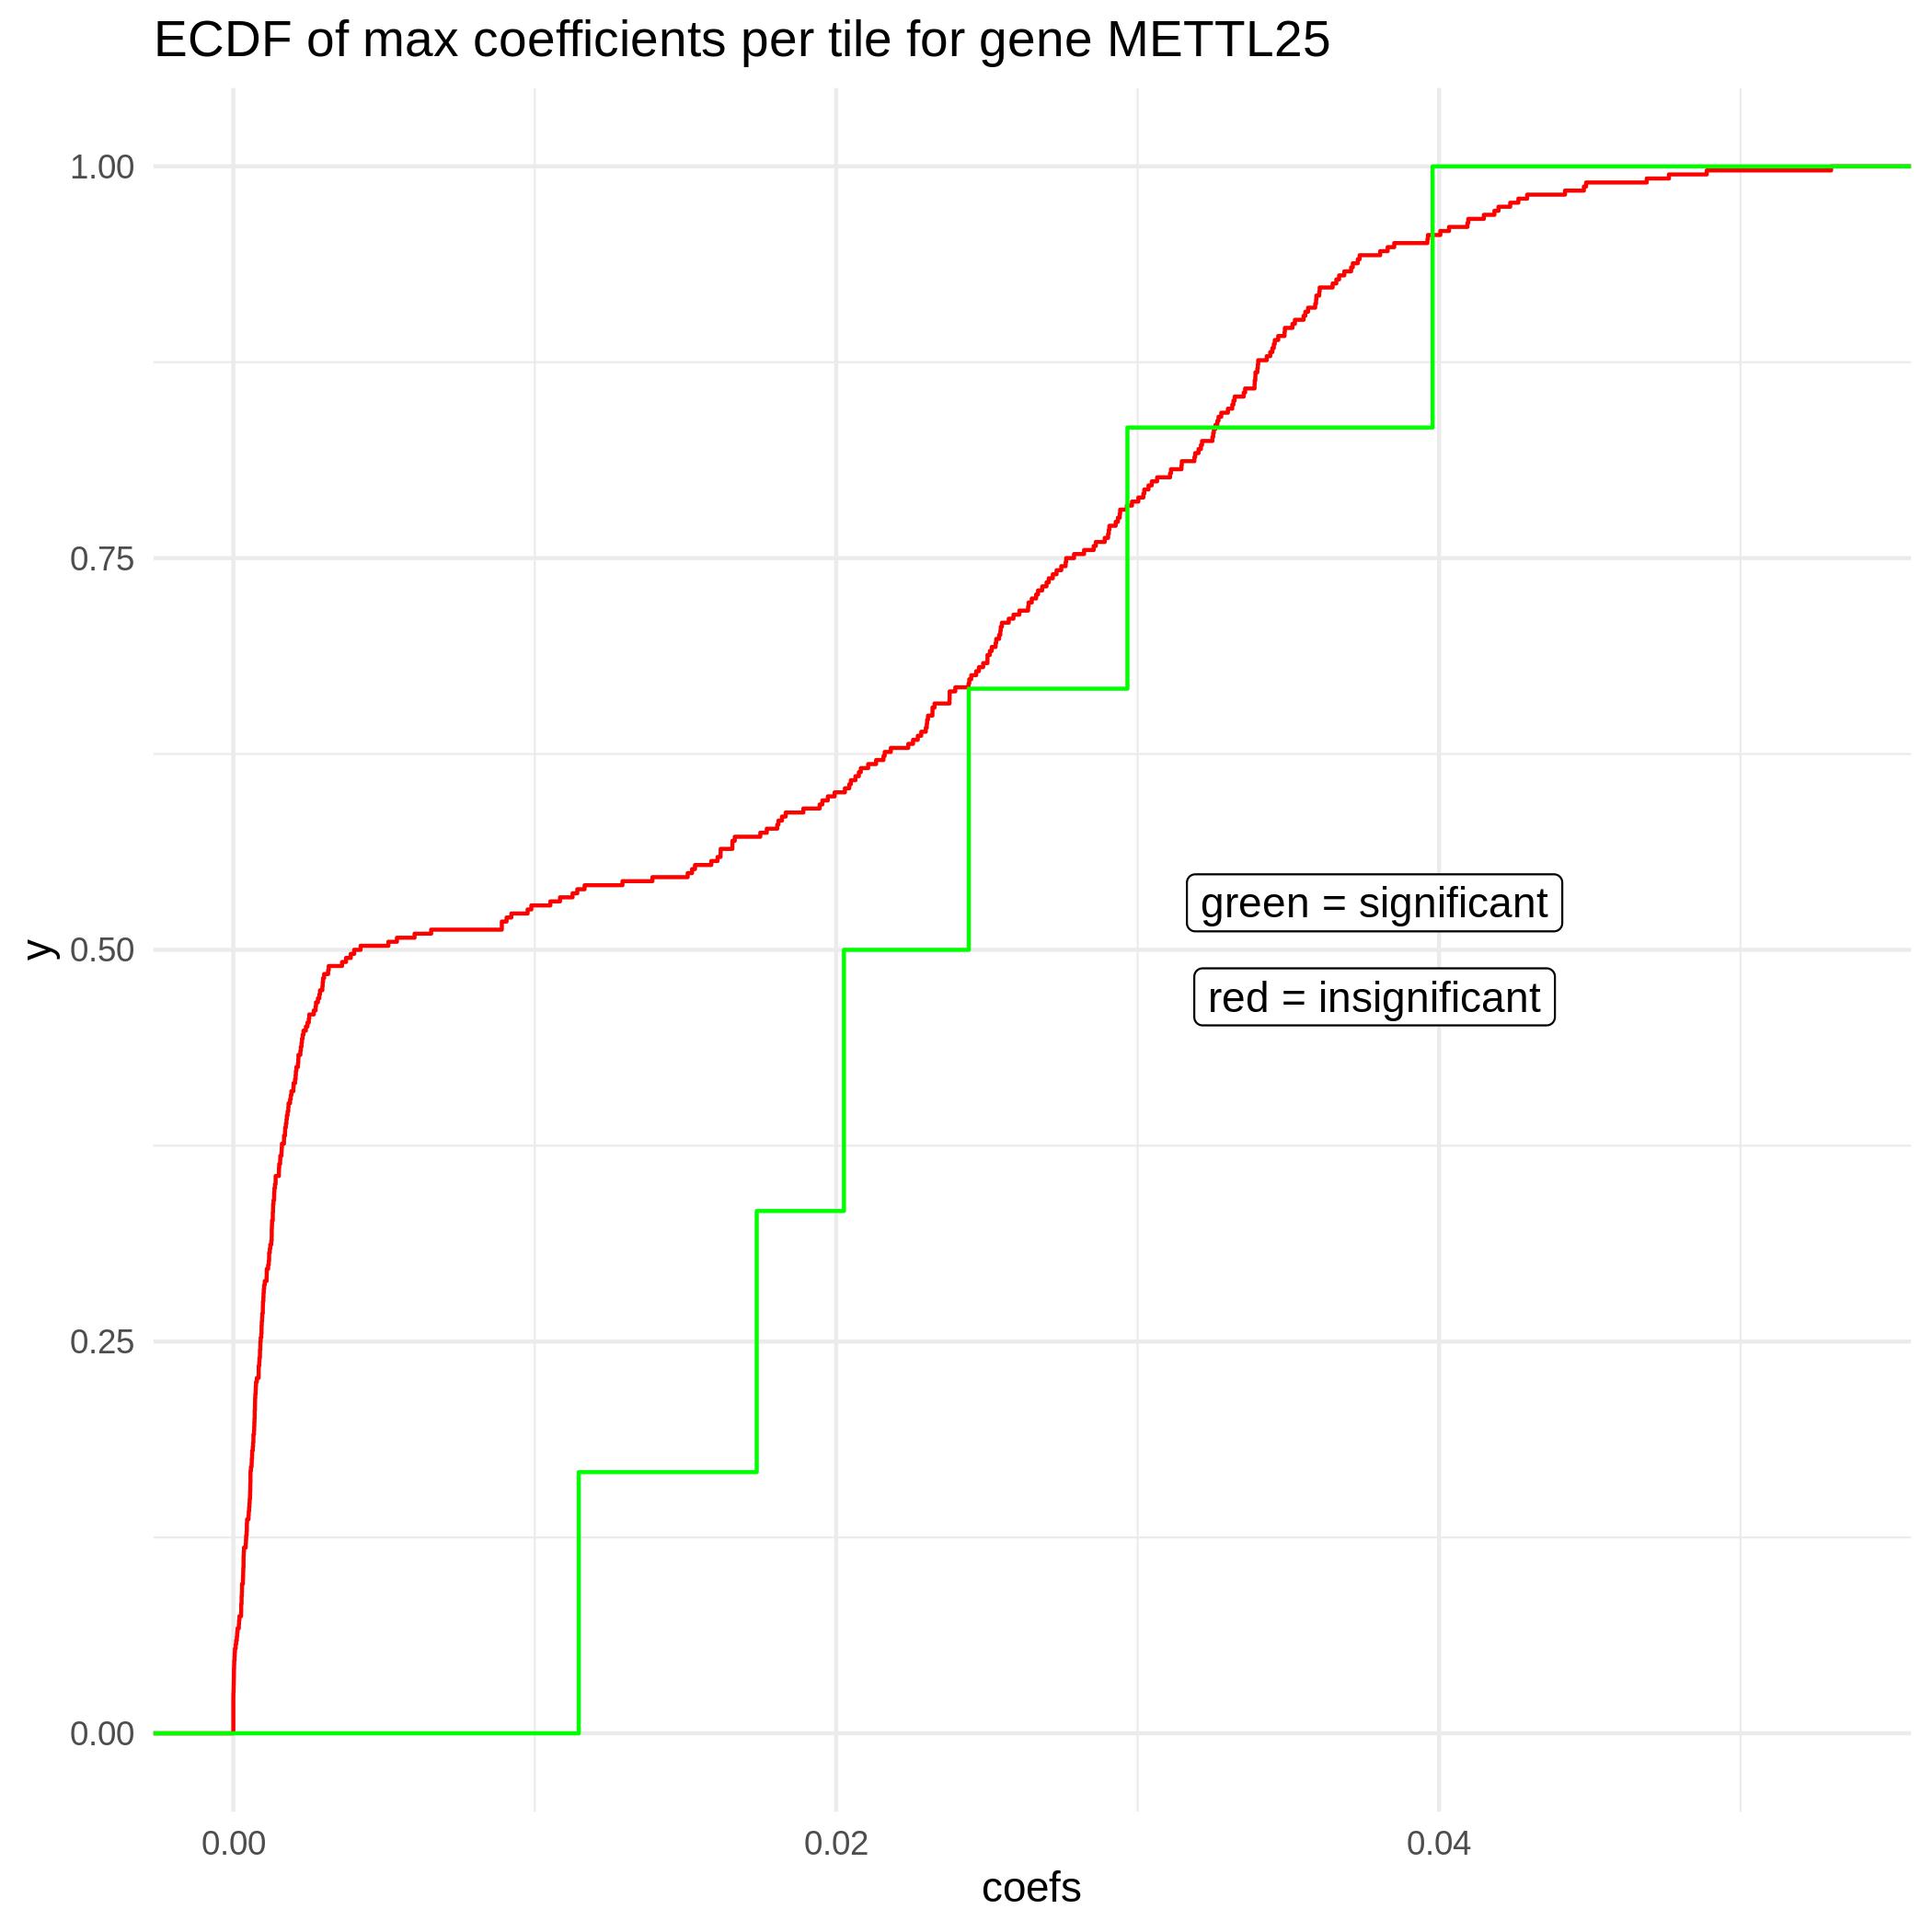 ECDF of max coefficients per tile for gene METTL25
1.00
0.75
0.50
0.25
0.00
y
green = significant
red = insignificant
0.00 0.02 0.04
coefs